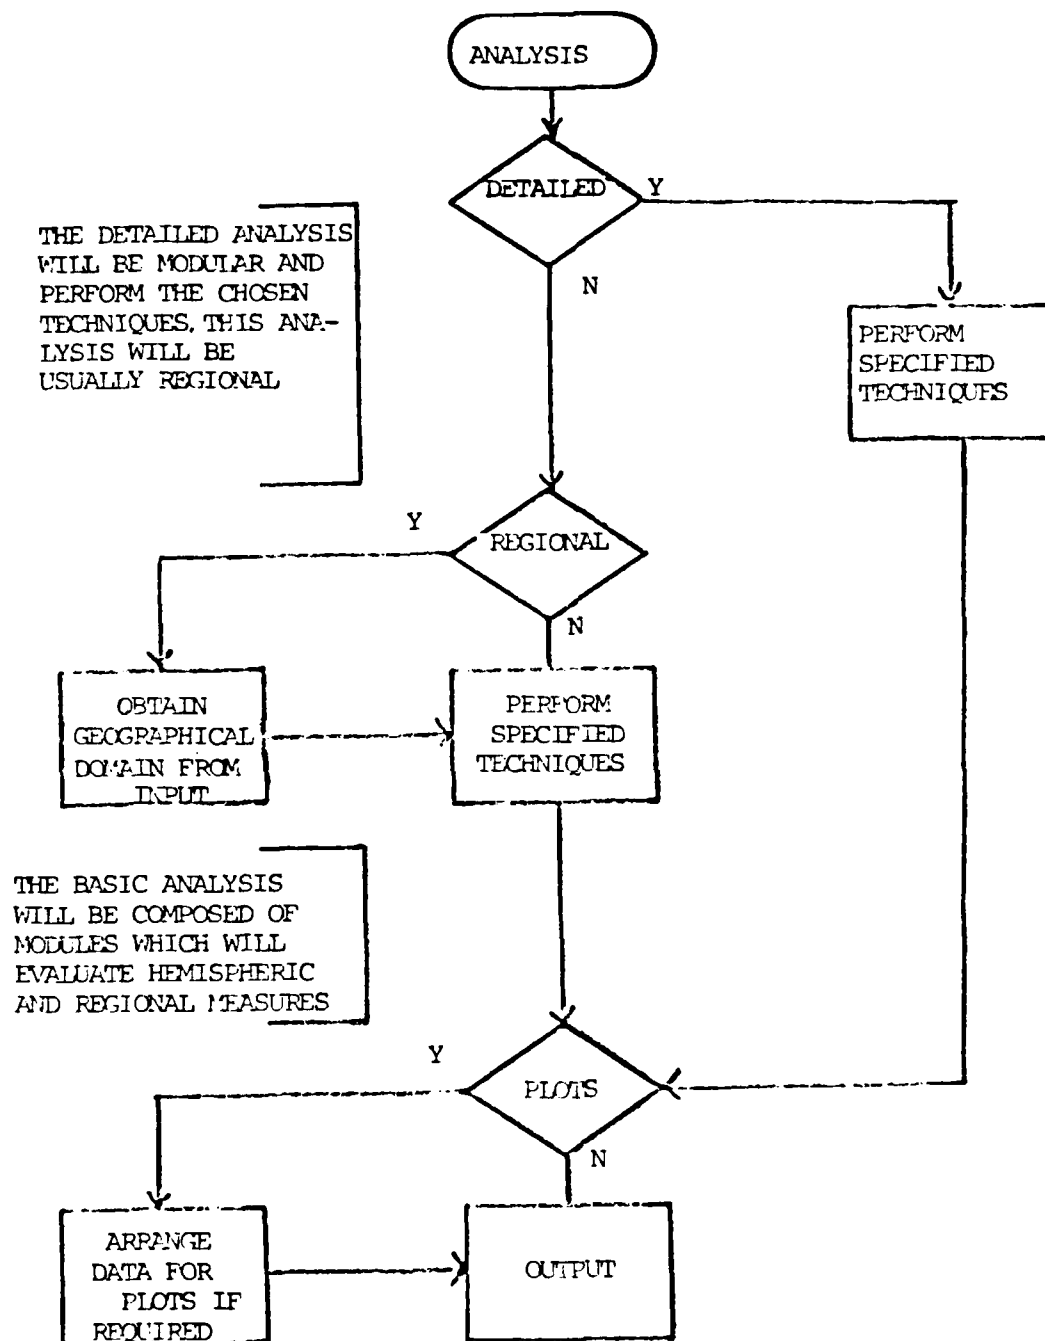 ANALYSIS
DETAILED
Y
N
THE DETAILED ANALYSIS
WILL BE MODULAR AND
PERFORM THE CHOSEN
TECHNIQUES. THIS ANA-
LYSIS WILL BE
USUALLY REGIONAL
PERFORM
SPECIFIED
TECHNIQUES
Y
REGIONAL
N
OBTAIN
GEOGRAPHICAL
DOMAIN FROM
INPUT
PERFORM
SPECIFIED
TECHNIQUES
THE BASIC ANALYSIS
WILL BE COMPOSED OF
MODULES WHICH WILL
EVALUATE HEMISPHERIC
AND REGIONAL MEASURES
Y
PLOTS
N
ARRANGE
DATA FOR
PLOTS IF
REQUIRED
OUTPUT